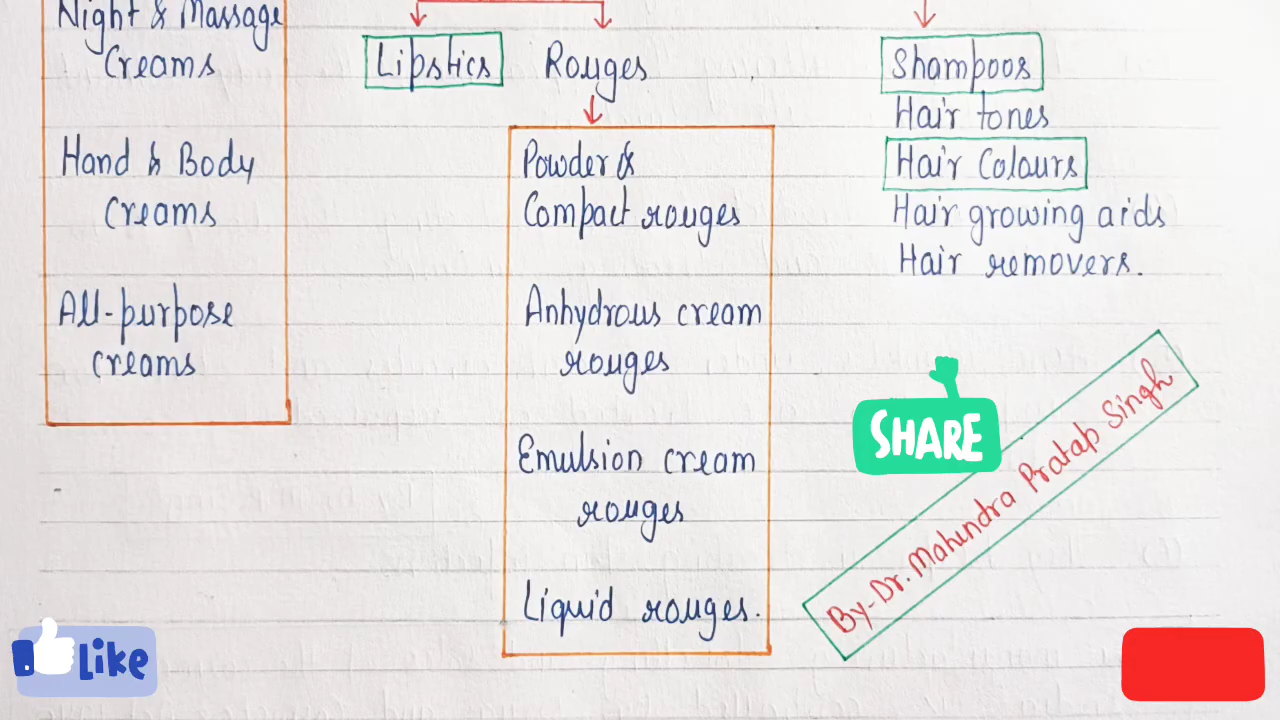 Night & Massage
Creams
Hand & Body
creams
All-purpose
creams
Lipstics
Rouges
Powder &
Compact rouges
Anhydrous cream
rouges
Emulsion cream
rouges
Liquid rouges.
Shampoos
Hair tones
Hair Colours
Hair growing aids
Hair removers.
SHARE
By-Dr. Mahendra Pratap Singh
Like